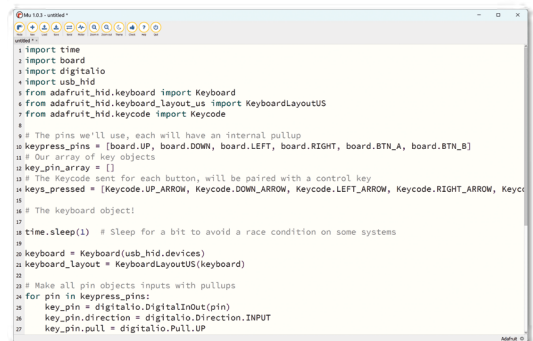 Mu 1.0.3 - untitled *
untitled *
1 import time
2 import board
3 import digitalio
4 import usb_hid
5 from adafruit_hid.keyboard import Keyboard
6 from adafruit_hid.keyboard_layout_us import KeyboardLayoutUS
7 from adafruit_hid.keycode import Keycode
8
9 # The pins we'll use, each will have an internal pullup
10 keypress_pins = [board.UP, board.DOWN, board.LEFT, board.RIGHT, board.BTN_A, board.BTN_B]
11 # Our array of key objects
12 key_pin_array = []
13 # The Keycode sent for each button, will be paired with a control key
14 keys_pressed = [Keycode.UP_ARROW, Keycode.DOWN_ARROW, Keycode.LEFT_ARROW, Keycode.RIGHT_ARROW, Keyc
15
16 # The keyboard object!
17
18 time.sleep(1)  # Sleep for a bit to avoid a race condition on some systems
19
20 keyboard = Keyboard(usb_hid.devices)
21 keyboard_layout = KeyboardLayoutUS(keyboard)
22
23 # Make all pin objects inputs with pullups
24 for pin in keypress_pins:
25     key_pin = digitalio.DigitalInOut(pin)
26     key_pin.direction = digitalio.Direction.INPUT
27     key_pin.pull = digitalio.Pull.UP
Adafruit